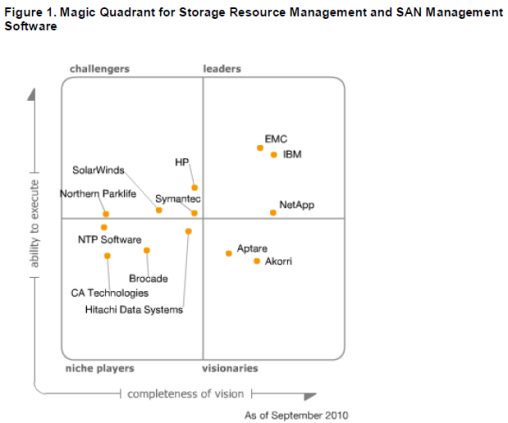 Figure 1. Magic Quadrant for Storage Resource Management and SAN Management
Software
challengers
leaders
EMC
IBM
HP
SolarWinds
Northern Parklife
Symantec
NetApp
NTP Software
Aptare
Akorri
Brocade
CA Technologies
Hitachi Data Systems
ability to execute
niche players
visionaries
completeness of vision
As of September 2010